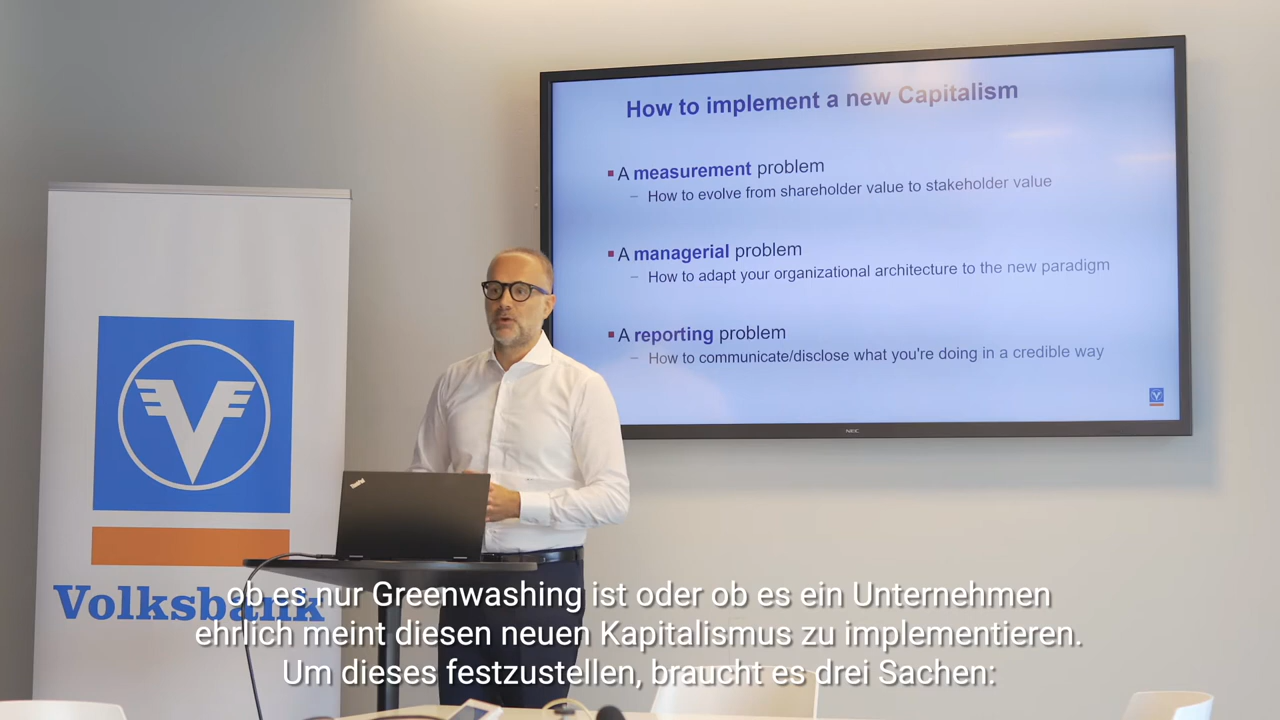 How to implement a new Capitalism
▪ A measurement problem
– How to evolve from shareholder value to stakeholder value
▪ A managerial problem
– How to adapt your organizational architecture to the new paradigm
▪ A reporting problem
– How to communicate/disclose what you're doing in a credible way
NEC
ThinkPad
Volksbank
ob es nur Greenwashing ist oder ob es ein Unternehmen
ehrlich meint diesen neuen Kapitalismus zu implementieren.
Um dieses festzustellen, braucht es drei Sachen: